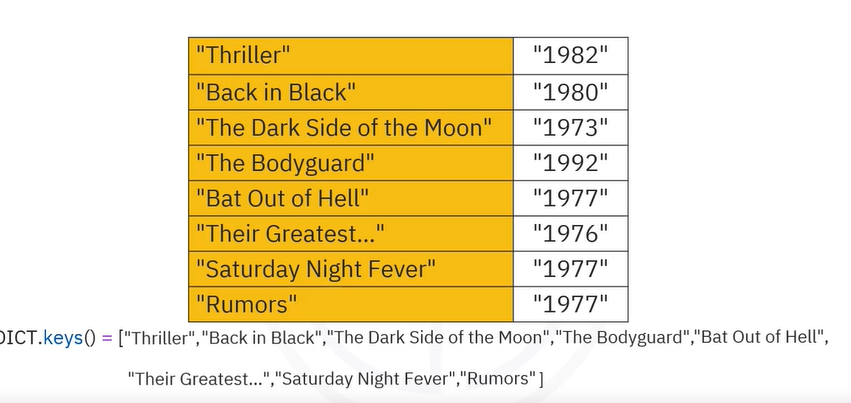 "Thriller" "1982"
"Back in Black" "1980"
"The Dark Side of the Moon" "1973"
"The Bodyguard" "1992"
"Bat Out of Hell" "1977"
"Their Greatest..." "1976"
"Saturday Night Fever" "1977"
"Rumors" "1977"
DICT.keys() = ["Thriller","Back in Black","The Dark Side of the Moon","The Bodyguard","Bat Out of Hell",
"Their Greatest...","Saturday Night Fever","Rumors"]